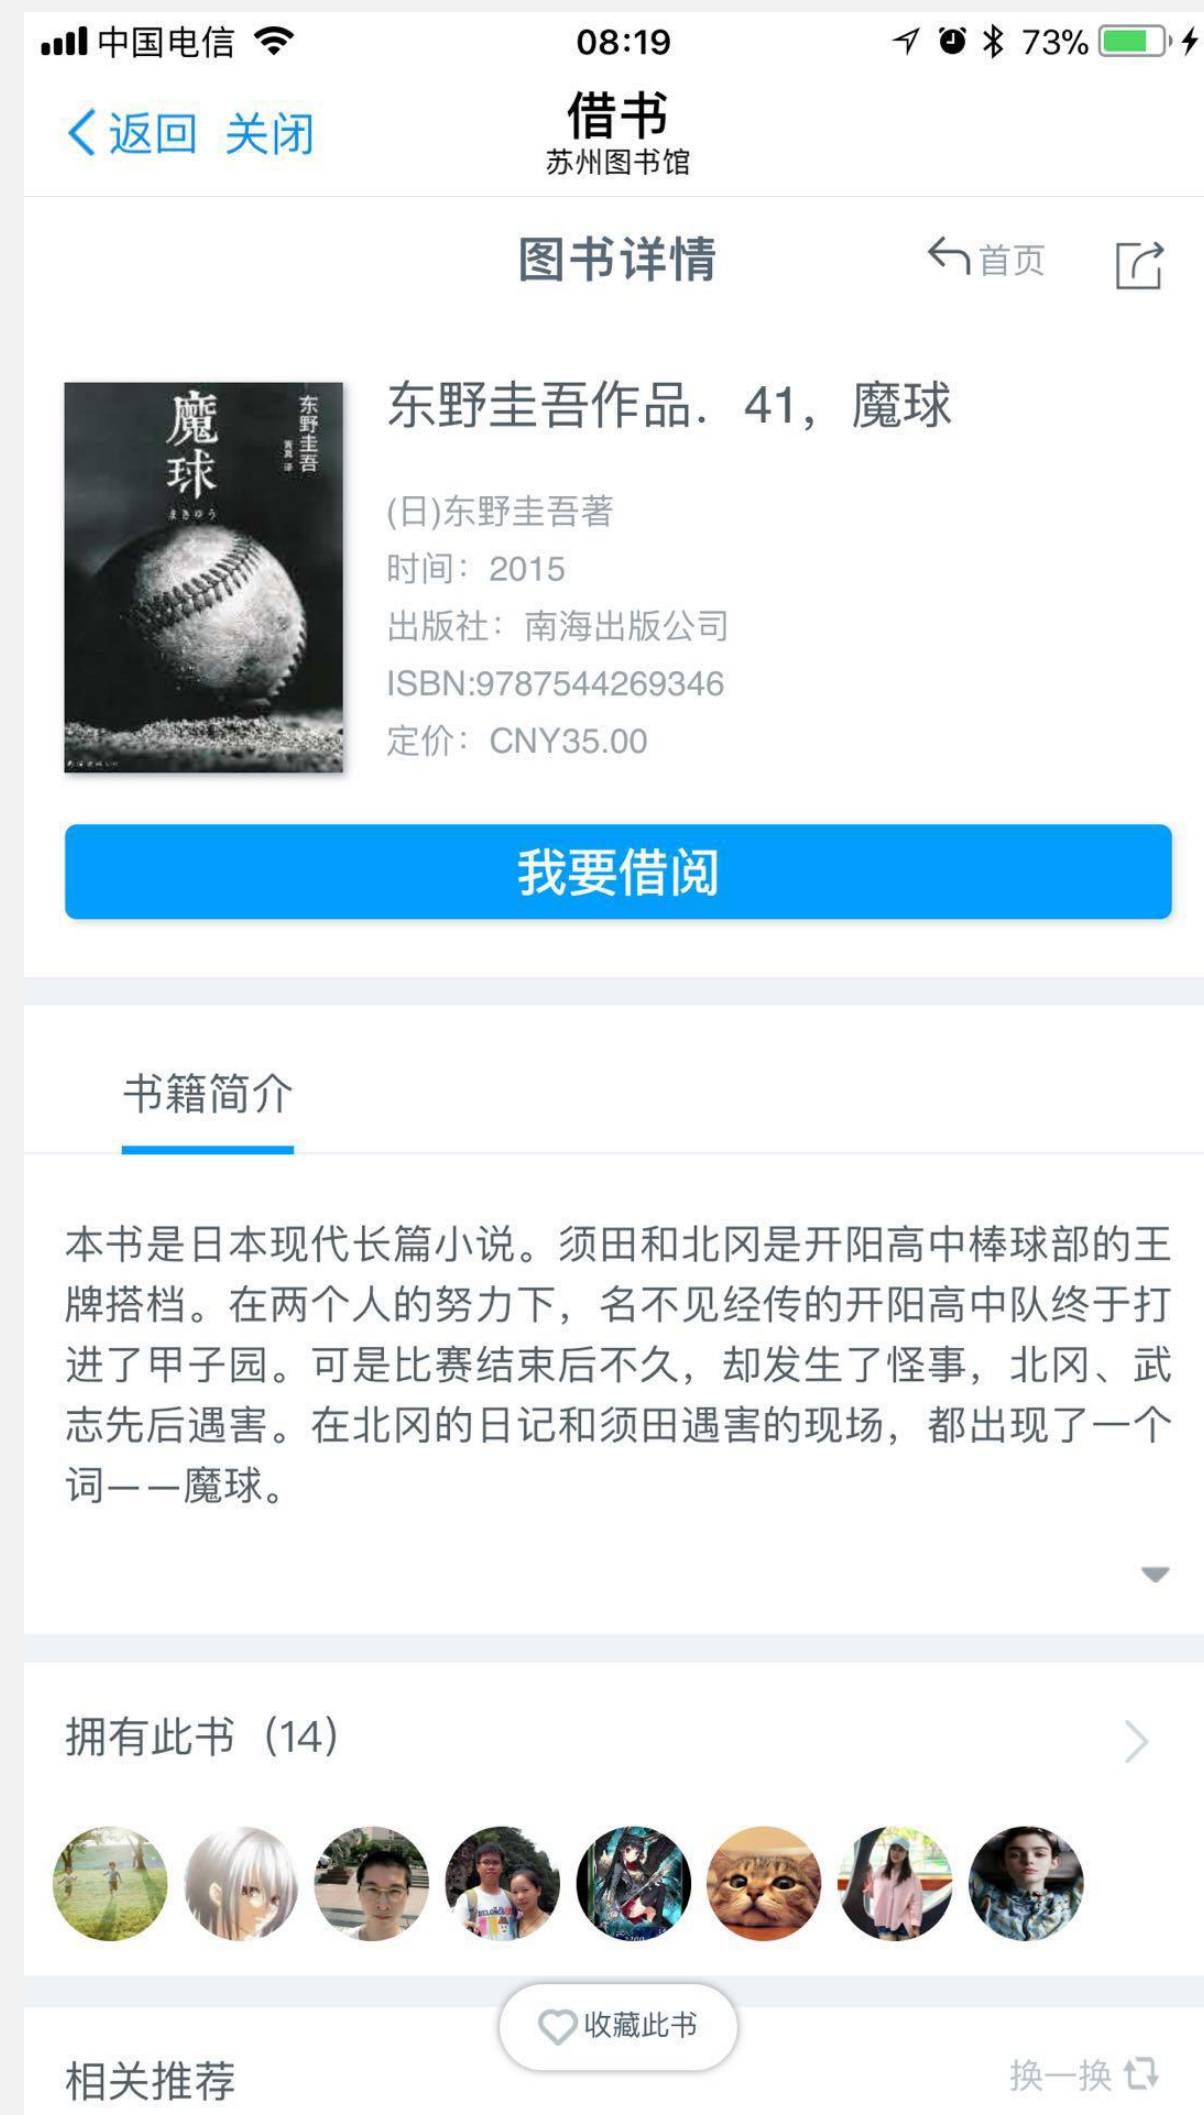 中国电信 08:19 73%
返回 关闭 借书
苏州图书馆
图书详情 首页
魔球
まきゅう
东野圭吾
黄真 译
东野圭吾作品. 41, 魔球
(日)东野圭吾著
时间: 2015
出版社: 南海出版公司
ISBN:9787544269346
定价: CNY35.00
我要借阅
书籍简介
本书是日本现代长篇小说。须田和北冈是开阳高中棒球部的王
牌搭档。在两个人的努力下，名不见经传的开阳高中队终于打
进了甲子园。可是比赛结束后不久，却发生了怪事，北冈、武
志先后遇害。在北冈的日记和须田遇害的现场，都出现了一个
词——魔球。
拥有此书 (14)
收藏此书
相关推荐 换一换